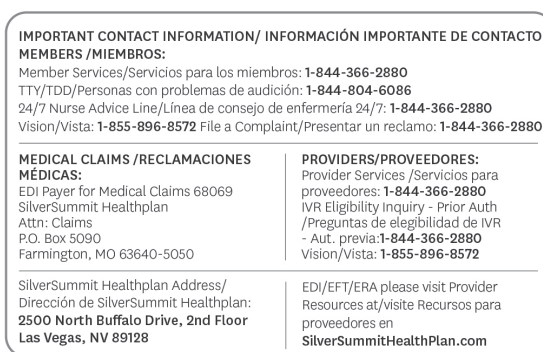 IMPORTANT CONTACT INFORMATION/ INFORMACIÓN IMPORTANTE DE CONTACTO
MEMBERS /MIEMBROS:
Member Services/Servicios para los miembros: 1-844-366-2880
TTY/TDD/Personas con problemas de audición: 1-844-804-6086
24/7 Nurse Advice Line/Línea de consejo de enfermería 24/7: 1-844-366-2880
Vision/Vista: 1-855-896-8572 File a Complaint/Presentar un reclamo: 1-844-366-2880
MEDICAL CLAIMS /RECLAMACIONES
MÉDICAS:
EDI Payer for Medical Claims 68069
SilverSummit Healthplan
Attn: Claims
P.O. Box 5090
Farmington, MO 63640-5050
PROVIDERS/PROVEEDORES:
Provider Services /Servicios para
proveedores: 1-844-366-2880
IVR Eligibility Inquiry - Prior Auth
/Preguntas de elegibilidad de IVR
- Aut. previa:1-844-366-2880
Vision/Vista: 1-855-896-8572
SilverSummit Healthplan Address/
Dirección de SilverSummit Healthplan:
2500 North Buffalo Drive, 2nd Floor
Las Vegas, NV 89128
EDI/EFT/ERA please visit Provider
Resources at/visite Recursos para
proveedores en
SilverSummitHealthPlan.com